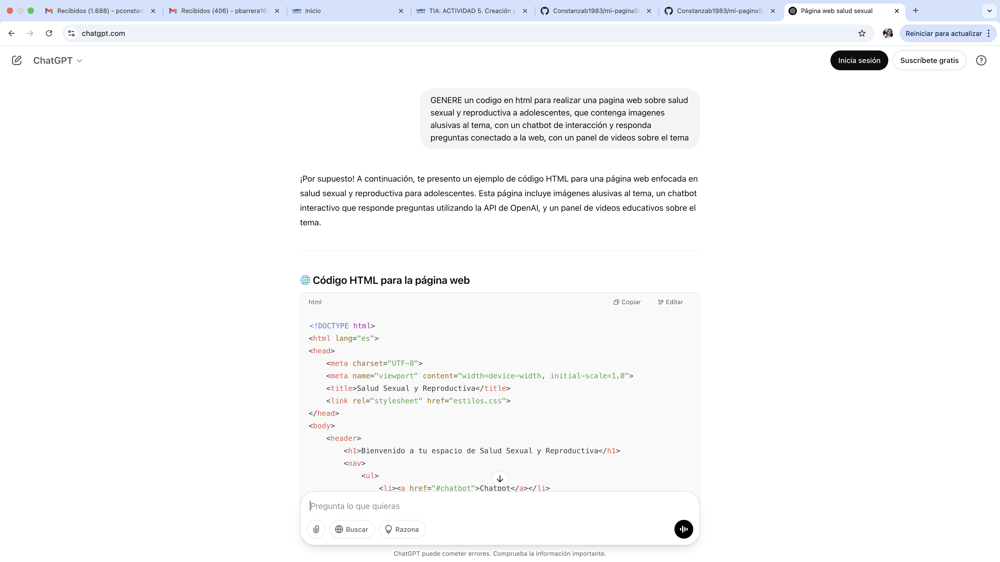 Recibidos (1.688) - pconstan
Recibidos (406) - pbarrera16
UAN
Inicio
UAN
TIA: ACTIVIDAD 5. Creación y
Constanzab1983/mi-paginaS
Constanzab1983/mi-paginaS
Página web salud sexual
chatgpt.com
Reiniciar para actualizar
ChatGPT
Inicia sesión
Suscríbete gratis
GENERE un codigo en html para realizar una pagina web sobre salud
sexual y reproductiva a adolescentes, que contenga imagenes
alusivas al tema, con un chatbot de interacción y responda
preguntas conectado a la web, con un panel de videos sobre el tema
¡Por supuesto! A continuación, te presento un ejemplo de código HTML para una página web enfocada en
salud sexual y reproductiva para adolescentes. Esta página incluye imágenes alusivas al tema, un chatbot
interactivo que responde preguntas utilizando la API de OpenAI, y un panel de videos educativos sobre el
tema.
Código HTML para la página web
html
Copiar
Editar
<!DOCTYPE html>
<html lang="es">
<head>
    <meta charset="UTF-8">
    <meta name="viewport" content="width=device-width, initial-scale=1.0">
    <title>Salud Sexual y Reproductiva</title>
    <link rel="stylesheet" href="estilos.css">
</head>
<body>
    <header>
        <h1>Bienvenido a tu espacio de Salud Sexual y Reproductiva</h1>
        <nav>
            <ul>
                <li><a href="#chatbot">Chatbot</a></li>
Pregunta lo que quieras
Buscar
Razona
ChatGPT puede cometer errores. Comprueba la información importante.